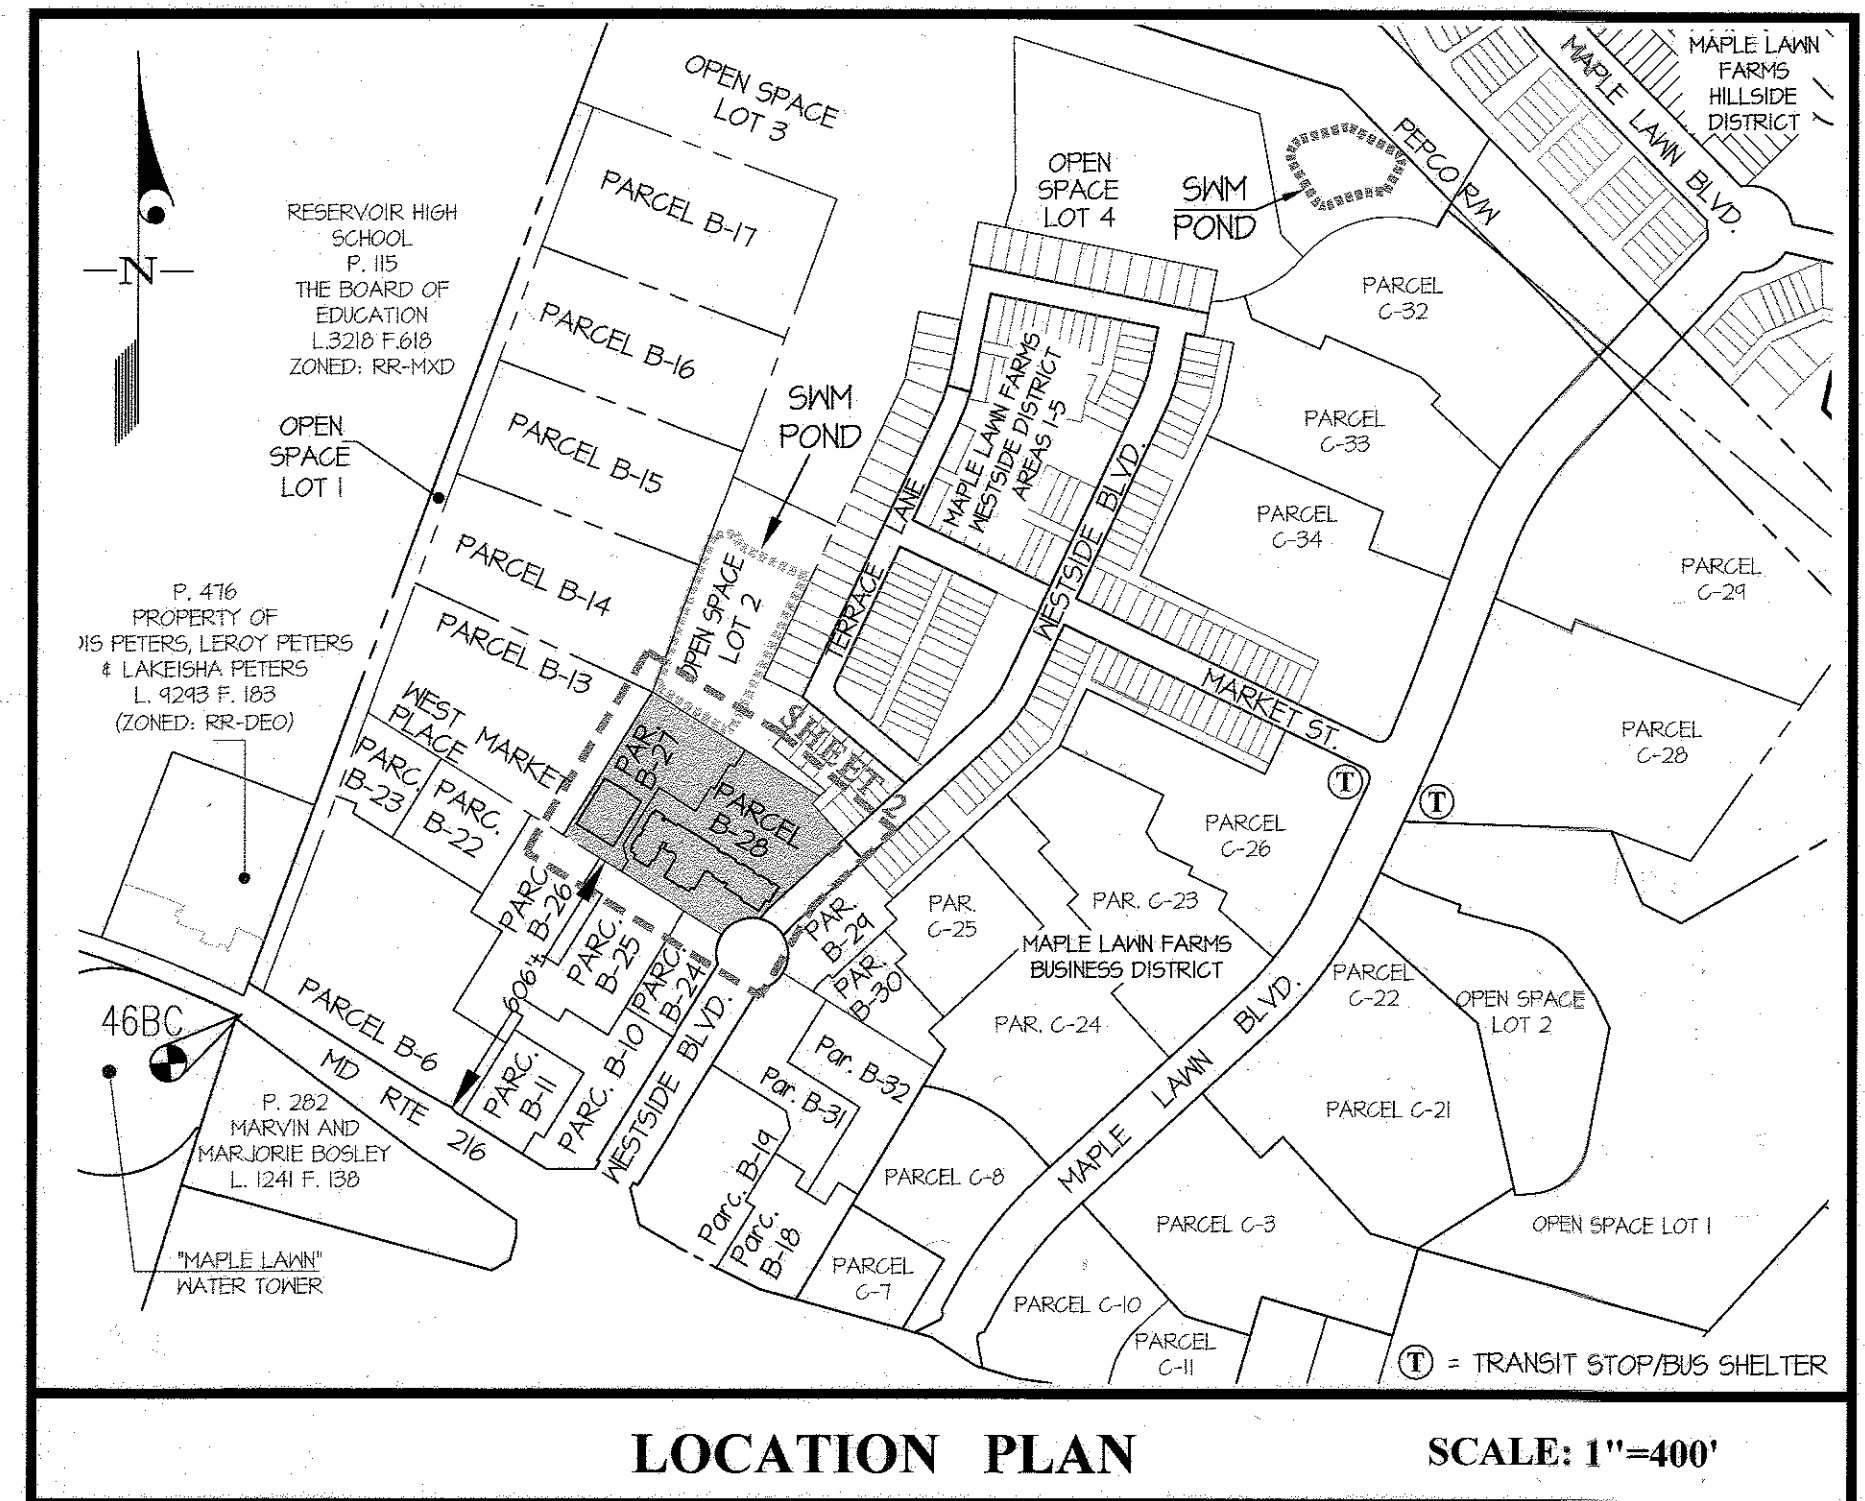 OPEN SPACE
LOT 3
MAPLE LAWN BLVD.
MAPLE LAWN
FARMS
HILLSIDE
DISTRICT
PEPCO R/W
OPEN
SPACE
LOT 4
SWM
POND
PARCEL B-17
RESERVOIR HIGH
SCHOOL
P. 115
THE BOARD OF
EDUCATION
L.3218 F.618
ZONED: RR-MXD
N
PARCEL
C-32
PARCEL B-16
SWM
POND
MAPLE LAWN FARMS
WESTSIDE DISTRICT
AREAS 1-5
PARCEL
C-33
OPEN
SPACE
LOT 1
PARCEL B-15
TERRACE LANE
WESTSIDE BLVD.
PARCEL
C-34
PARCEL B-14
OPEN SPACE
LOT 2
PARCEL
C-29
P. 476
PROPERTY OF
IS PETERS, LEROY PETERS
& LAKEISHA PETERS
L. 9293 F. 183
(ZONED: RR-DEO)
PARCEL B-13
MARKET ST.
WEST MARKET
PLACE
PAR.
B-27
SHEET 2
PARCEL
C-28
PARC.
B-23
PARC.
B-22
PARCEL
B-28
T
T
PARCEL
C-26
PARC.
B-26
PARC.
B-25
PARC.
B-24
PAR.
B-29
PAR.
B-30
PAR.
C-25
PAR. C-23
MAPLE LAWN FARMS
BUSINESS DISTRICT
PARCEL
C-22
OPEN SPACE
LOT 2
606'±
PARCEL B-6
46BC
MD RTE 216
PARC.
B-11
PARC. B-10
WESTSIDE BLVD.
Par. B-32
Par. B-31
PAR. C-24
MAPLE LAWN BLVD.
PARCEL C-21
P. 282
MARVIN AND
MARJORIE BOSLEY
L. 1241 F. 138
Parc. B-19
Parc.
B-18
PARCEL C-8
PARCEL C-3
OPEN SPACE LOT 1
"MAPLE LAWN"
WATER TOWER
PARCEL
C-7
PARCEL C-10
PARCEL
C-11
T = TRANSIT STOP/BUS SHELTER
LOCATION PLAN
SCALE: 1"=400'